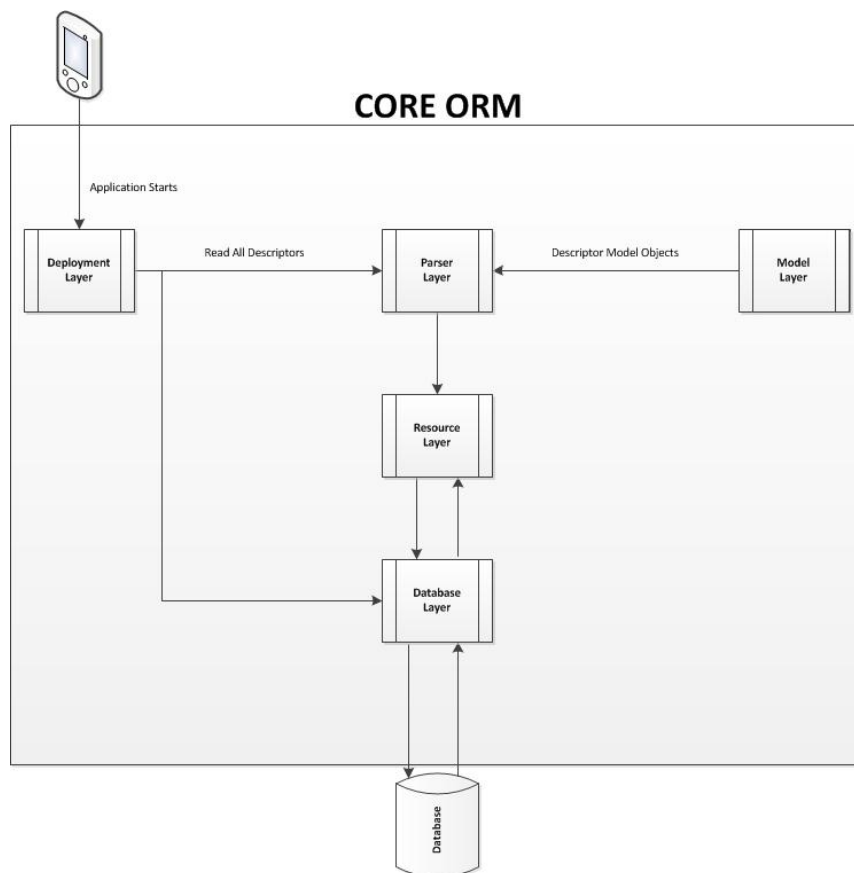 CORE ORM
Application Starts
Deployment
Layer
Read All Descriptors
Parser
Layer
Descriptor Model Objects
Model
Layer
Resource
Layer
Database
Layer
Database